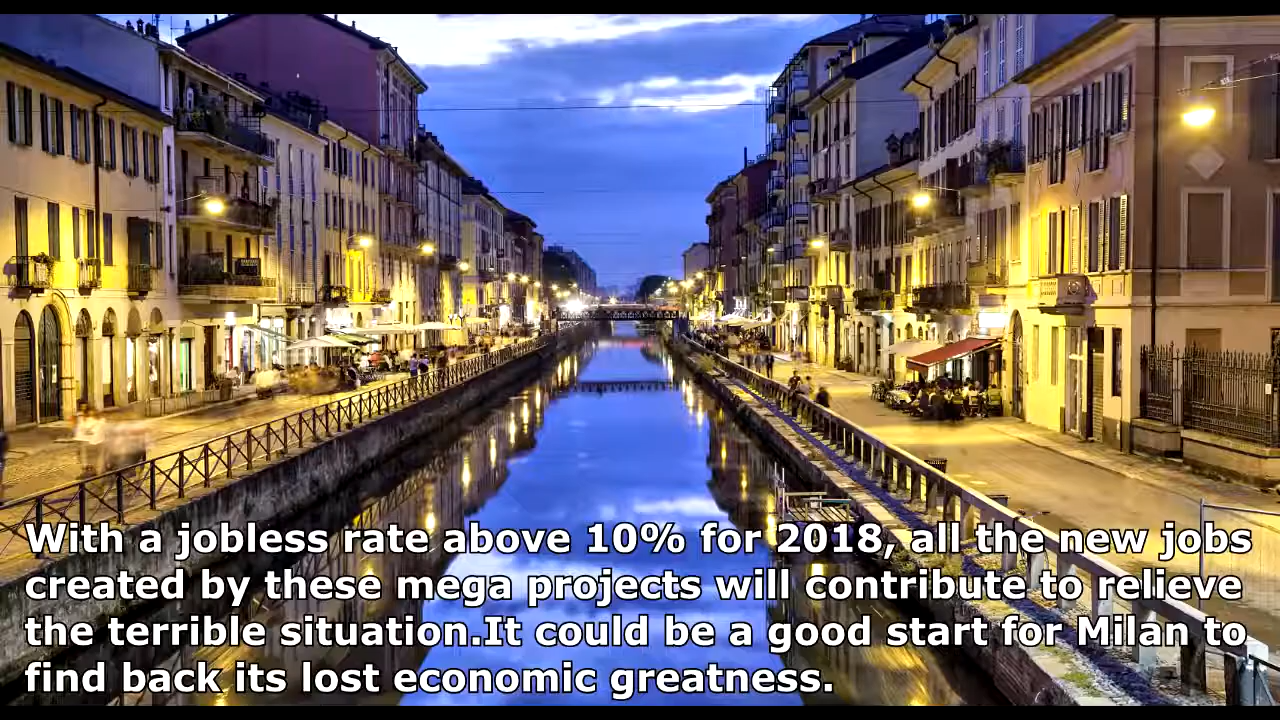 With a jobless rate above 10% for 2018, all the new jobs
created by these mega projects will contribute to relieve
the terrible situation.It could be a good start for Milan to
find back its lost economic greatness.